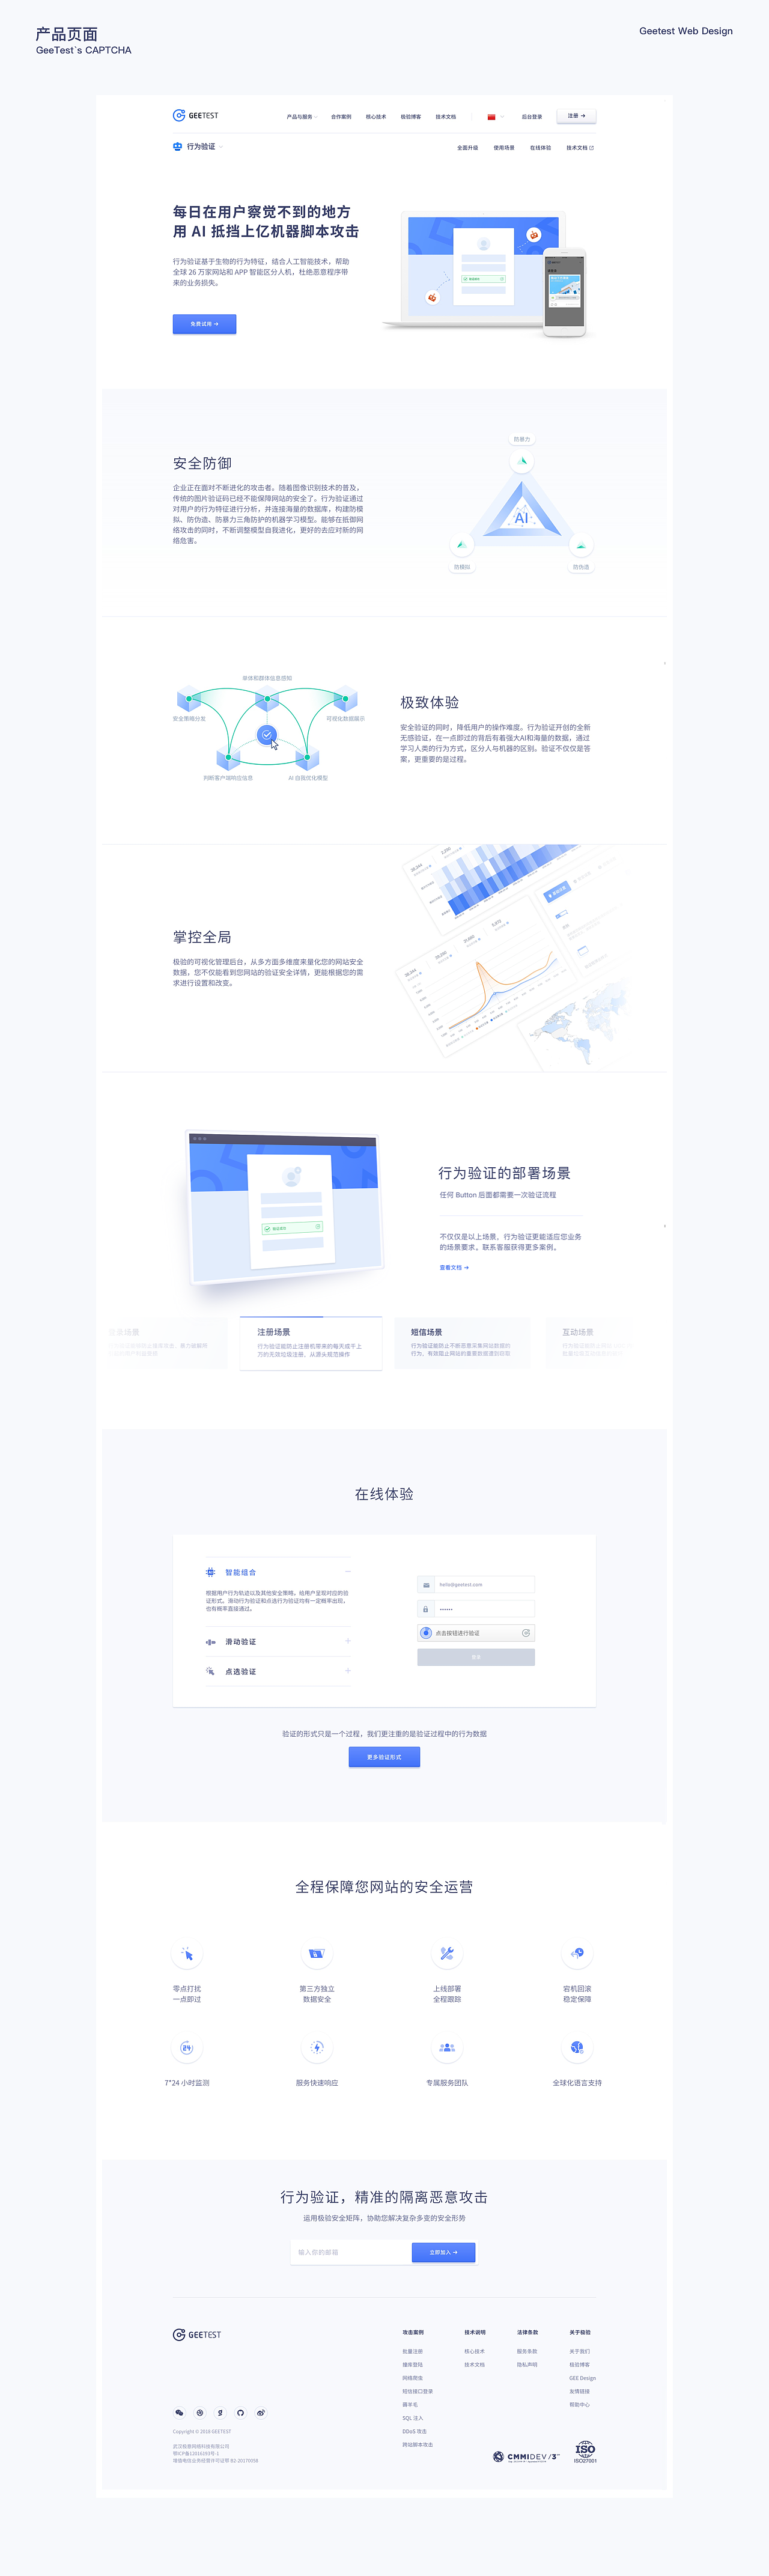 产品页面
GeeTest`s CAPTCHA
Geetest Web Design
GEETEST
产品与服务
合作案例
核心技术
极验博客
技术文档
后台登录
注册 →
行为验证
全面升级
使用场景
在线体验
技术文档
每日在用户察觉不到的地方
用 AI 抵挡上亿机器脚本攻击
行为验证基于生物的行为特征，结合人工智能技术，帮助
全球 26 万家网站和 APP 智能区分人机，杜绝恶意程序带
来的业务损失。
免费试用 →
安全防御
企业正在面对不断进化的攻击者。随着图像识别技术的普及，
传统的图片验证码已经不能保障网站的安全了。行为验证通过
对用户的行为特征进行分析，并连接海量的数据库，构建防模
拟、防伪造、防暴力三角防护的机器学习模型。能够在抵御网
络攻击的同时，不断调整模型自我进化，更好的去应对新的网
络危害。
防暴力
AI
防模拟
防伪造
单体和群体信息感知
安全策略分发
可视化数据展示
判断客户端响应信息
AI 自我优化模型
极致体验
安全验证的同时，降低用户的操作难度。行为验证开创的全新
无感验证，在一点即过的背后有着强大AI和海量的数据，通过
学习人类的行为方式，区分人与机器的区别。验证不仅仅是答
案，更重要的是过程。
掌控全局
极验的可视化管理后台，从多方面多维度来量化您的网站安全
数据，您不仅能看到您网站的验证安全详情，更能根据您的需
求进行设置和改变。
行为验证的部署场景
任何 Button 后面都需要一次验证流程
不仅仅是以上场景，行为验证更能适应您业务
的场景要求。联系客服获得更多案例。
查看文档 →
注册场景
行为验证能防止注册机带来的每天成千上
万的无效垃圾注册，从源头规范操作
短信场景
行为验证能防止不断恶意采集网站数据的
行为，有效阻止网站的重要数据遭到窃取
互动场景
在线体验
智能组合
根据用户行为轨迹以及其他安全策略，给用户呈现对应的验
证形式。滑动行为验证和点选行为验证均有一定概率出现，
也有概率直接通过。
滑动验证
点选验证
hello@geetest.com
••••••
点击按钮进行验证
登录
验证的形式只是一个过程，我们更注重的是验证过程中的行为数据
更多验证形式
全程保障您网站的安全运营
零点打扰
一点即过
第三方独立
数据安全
上线部署
全程跟踪
宕机回滚
稳定保障
24
7*24 小时监测
服务快速响应
专属服务团队
全球化语言支持
行为验证，精准的隔离恶意攻击
运用极验安全矩阵，协助您解决复杂多变的安全形势
输入你的邮箱
立即加入 →
GEETEST
攻击案例
批量注册
撞库登陆
网络爬虫
短信接口登录
薅羊毛
SQL 注入
DDoS 攻击
跨站脚本攻击
技术说明
核心技术
技术文档
法律条款
服务条款
隐私声明
关于极验
关于我们
极验博客
GEE Design
友情链接
帮助中心
Copyright © 2018 GEETEST
武汉极意网络科技有限公司
CMMIDEV/3
ISO
ISO27001